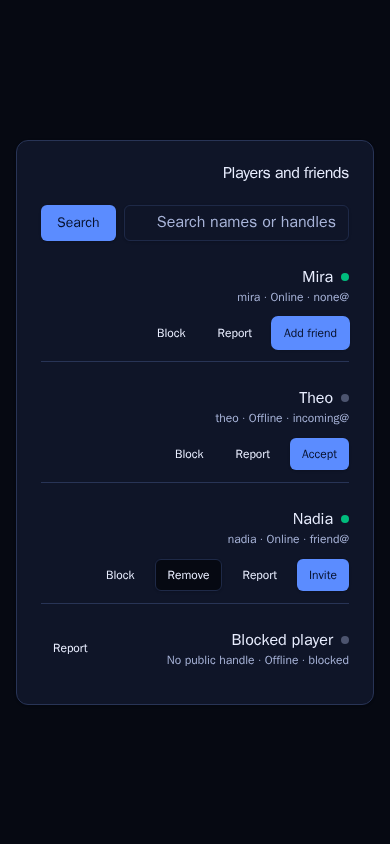 Players and friends
Search Search names or handles
Mira
mira · Online · none@
Block Report Add friend
Theo
theo · Offline · incoming@
Block Report Accept
Nadia
nadia · Online · friend@
Block Remove Report Invite
Blocked player
No public handle · Offline · blocked
Report